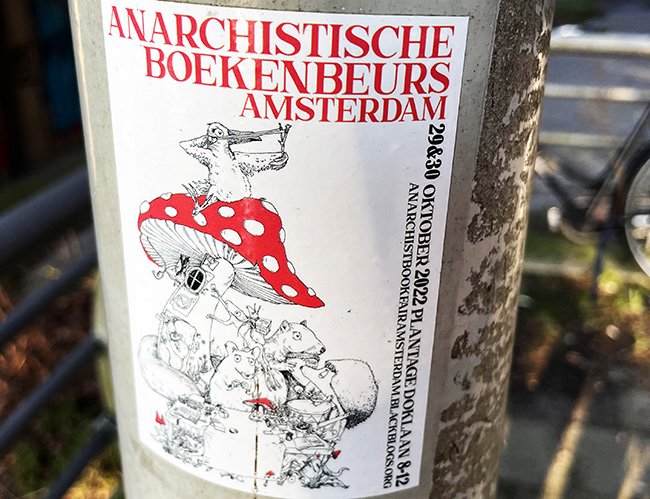 ANARCHISTISCHE
BOEKENBEURS
AMSTERDAM
29&30 OKTOBER 2022 PLANTAGE DOKLAAN 8-12
ANARCHISTBOOKFAIRAMSTERDAM.BLACKBLOGS.ORG